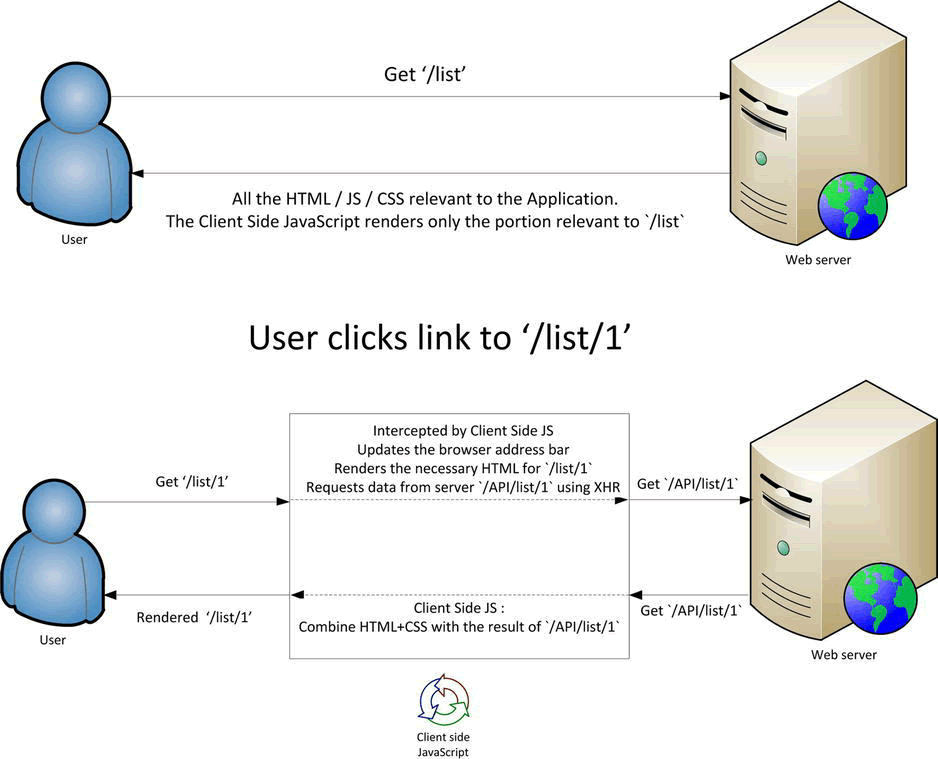 Get ‘/list’
All the HTML / JS / CSS relevant to the Application.
The Client Side JavaScript renders only the portion relevant to `/list`
User
Web server
User clicks link to ‘/list/1’
Intercepted by Client Side JS
Updates the browser address bar
Renders the necessary HTML for `/list/1`
Requests data from server `/API/list/1` using XHR
Get ‘/list/1’
Get `/API/list/1`
Client Side JS :
Combine HTML+CSS with the result of `/API/list/1`
Rendered ‘/list/1’
Get `/API/list/1`
User
Web server
Client side
JavaScript